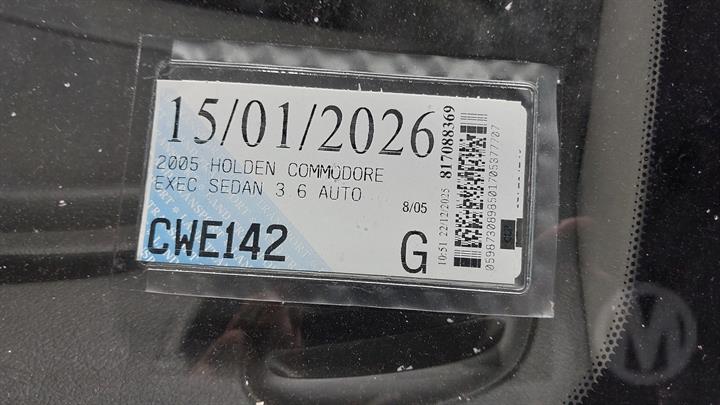 15/01/2026
2005 HOLDEN COMMODORE
EXEC SEDAN 3 6 AUTO
8/05
CWE142
G
10:51 22/12/2025 817088369